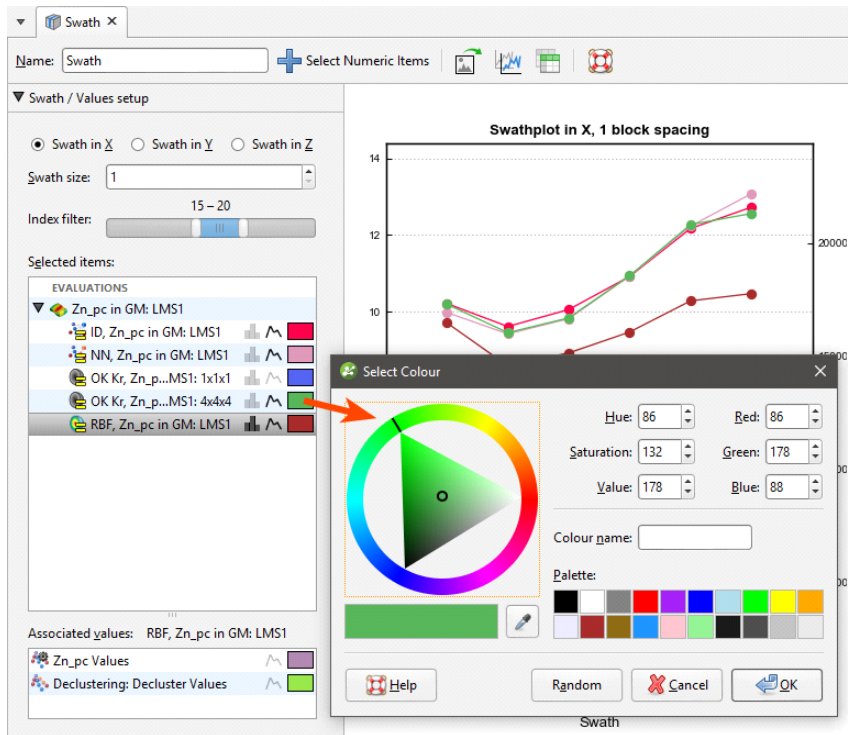 Swath
Name: Swath Select Numeric Items
Swath / Values setup
Swath in X Swath in Y Swath in Z
Swath size: 1
Index filter: 15 – 20
Selected items:
EVALUATIONS
Zn_pc in GM: LMS1
ID, Zn_pc in GM: LMS1
NN, Zn_pc in GM: LMS1
OK Kr, Zn_p...MS1: 1x1x1
OK Kr, Zn_p...MS1: 4x4x4
RBF, Zn_pc in GM: LMS1
Associated values: RBF, Zn_pc in GM: LMS1
Zn_pc Values
Declustering: Decluster Values
Swathplot in X, 1 block spacing
14
12
10
20000
Swath
Select Colour
Hue: 86 Red: 86
Saturation: 132 Green: 178
Value: 178 Blue: 88
Colour name:
Palette:
Help Random Cancel OK